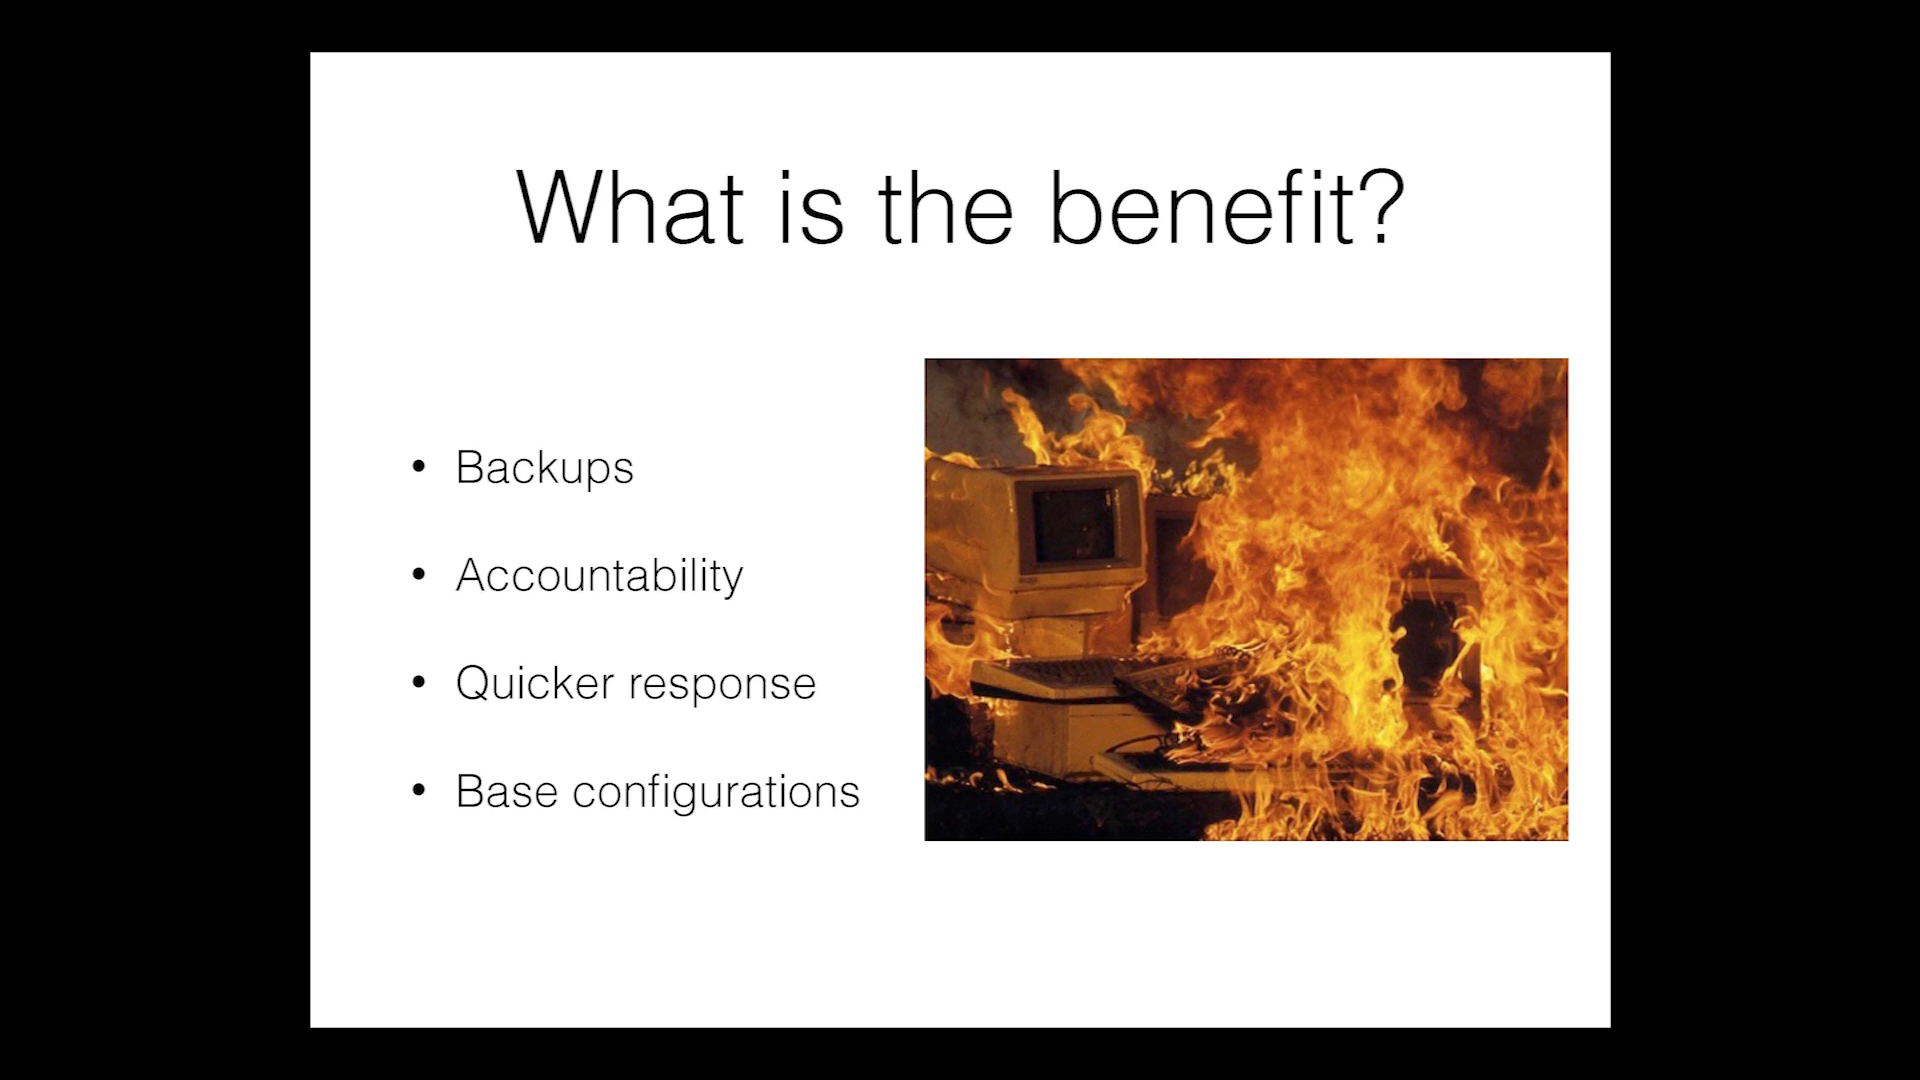 What is the benefit?
• Backups
• Accountability
• Quicker response
• Base configurations